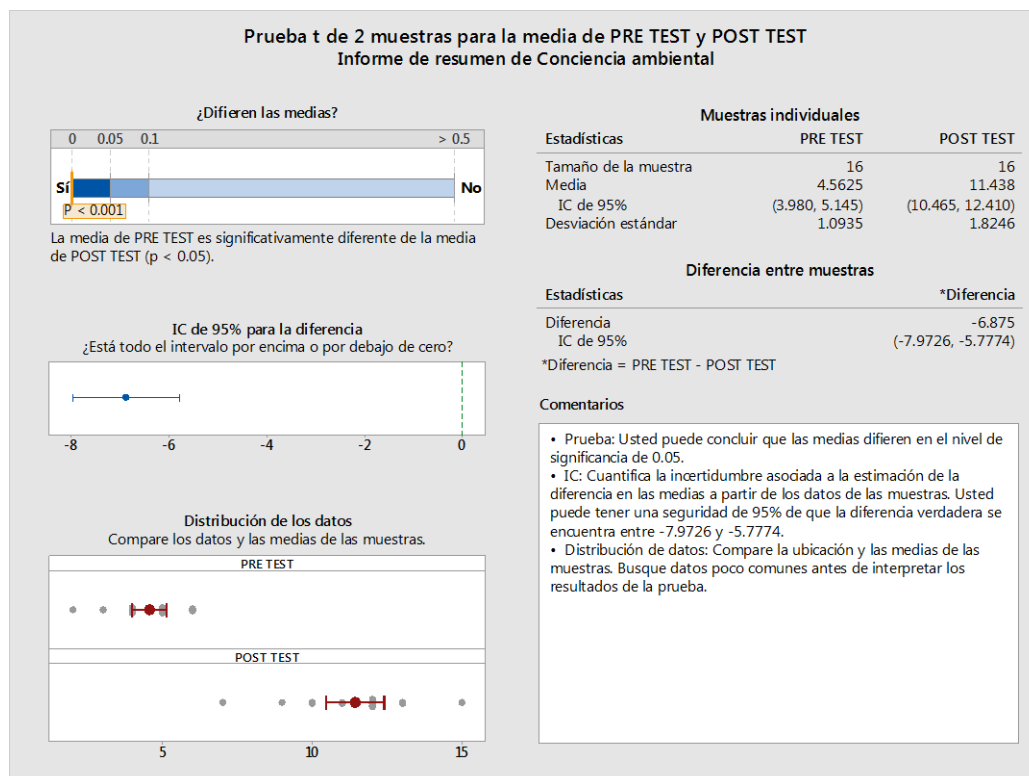 Prueba t de 2 muestras para la media de PRE TEST y POST TEST
Informe de resumen de Conciencia ambiental
¿Difieren las medias?
0 0.05 0.1 > 0.5
Sí No
P < 0.001
La media de PRE TEST es significativamente diferente de la media
de POST TEST (p < 0.05).
IC de 95% para la diferencia
¿Está todo el intervalo por encima o por debajo de cero?
-8 -6 -4 -2 0
Distribución de los datos
Compare los datos y las medias de las muestras.
PRE TEST
POST TEST
5 10 15
Muestras individuales
Estadísticas PRE TEST POST TEST
Tamaño de la muestra 16 16
Media 4.5625 11.438
IC de 95% (3.980, 5.145) (10.465, 12.410)
Desviación estándar 1.0935 1.8246
Diferencia entre muestras
Estadísticas *Diferencia
Diferencia -6.875
IC de 95% (-7.9726, -5.7774)
*Diferencia = PRE TEST - POST TEST
Comentarios
• Prueba: Usted puede concluir que las medias difieren en el nivel de
significancia de 0.05.
• IC: Cuantifica la incertidumbre asociada a la estimación de la
diferencia en las medias a partir de los datos de las muestras. Usted
puede tener una seguridad de 95% de que la diferencia verdadera se
encuentra entre -7.9726 y -5.7774.
• Distribución de datos: Compare la ubicación y las medias de las
muestras. Busque datos poco comunes antes de interpretar los
resultados de la prueba.